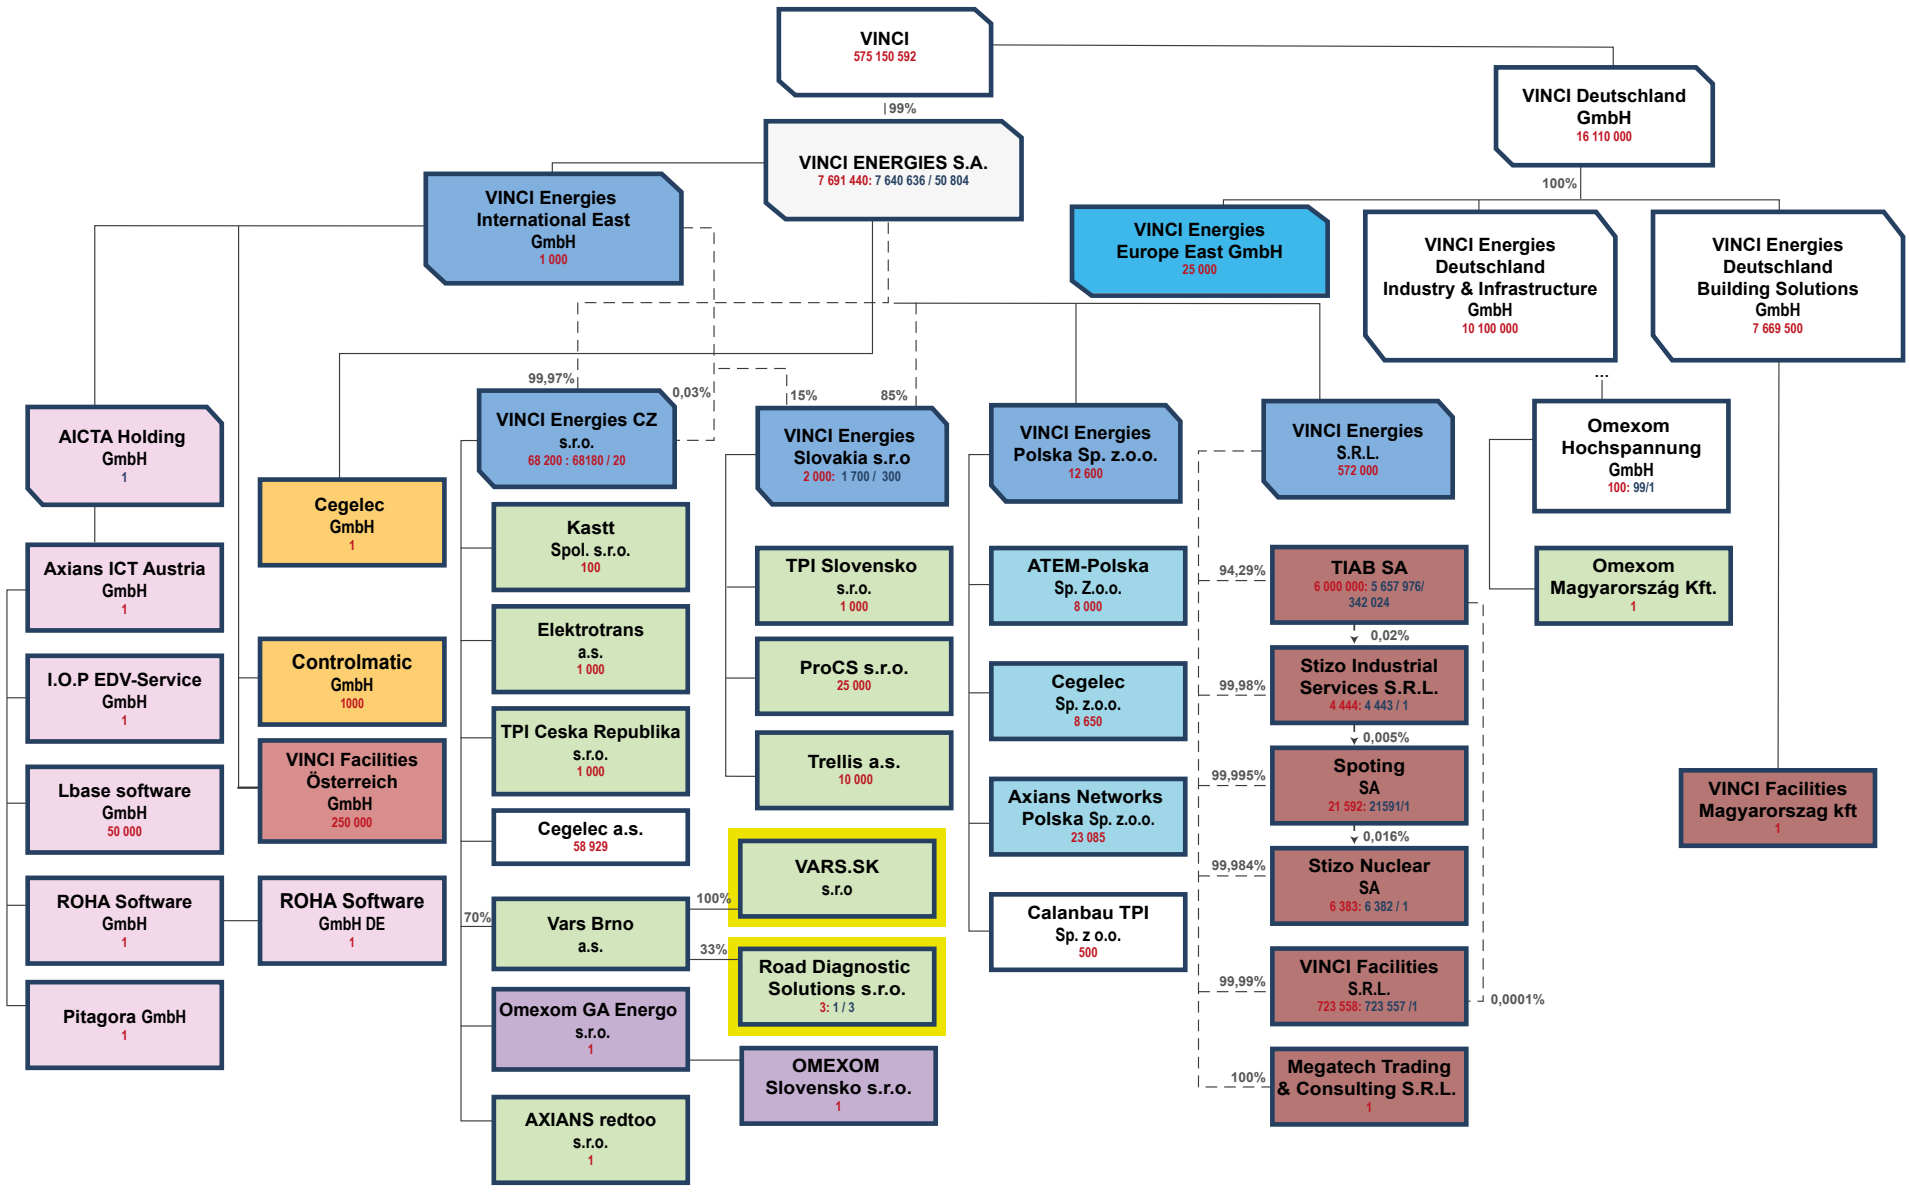 VINCI
575 150 592
99%
VINCI Deutschland
GmbH
16 110 000
100%
VINCI ENERGIES S.A.
7 691 440: 7 640 636 / 50 804
VINCI Energies
International East
GmbH
1 000
VINCI Energies
Europe East GmbH
25 000
VINCI Energies
Deutschland
Industry & Infrastructure
GmbH
10 100 000
VINCI Energies
Deutschland
Building Solutions
GmbH
7 669 500
...
99,97%
0,03%
15%
85%
AICTA Holding
GmbH
1
Cegelec
GmbH
1
VINCI Energies CZ
s.r.o.
68 200 : 68180 / 20
VINCI Energies
Slovakia s.r.o
2 000: 1 700 / 300
VINCI Energies
Polska Sp. z.o.o.
12 600
VINCI Energies
S.R.L.
572 000
Omexom
Hochspannung
GmbH
100: 99/1
Axians ICT Austria
GmbH
1
I.O.P EDV-Service
GmbH
1
Lbase software
GmbH
50 000
ROHA Software
GmbH
1
Pitagora GmbH
1
Controlmatic
GmbH
1000
VINCI Facilities
Österreich
GmbH
250 000
ROHA Software
GmbH DE
1
Kastt
Spol. s.r.o.
100
Elektrotrans
a.s.
1 000
TPI Ceska Republika
s.r.o.
1 000
Cegelec a.s.
58 929
70%
Vars Brno
a.s.
Omexom GA Energo
s.r.o.
1
AXIANS redtoo
s.r.o.
1
TPI Slovensko
s.r.o.
1 000
ProCS s.r.o.
25 000
Trellis a.s.
10 000
100%
VARS.SK
s.r.o
33%
Road Diagnostic
Solutions s.r.o.
3: 1 / 3
OMEXOM
Slovensko s.r.o.
1
ATEM-Polska
Sp. Z.o.o.
8 000
Cegelec
Sp. z.o.o.
8 650
Axians Networks
Polska Sp. z.o.o.
23 085
Calanbau TPI
Sp. z o.o.
500
94,29%
TIAB SA
6 000 000: 5 657 976/
342 024
0,02%
99,98%
Stizo Industrial
Services S.R.L.
4 444: 4 443 / 1
0,005%
99,995%
Spoting
SA
21 592: 21591/1
0,016%
99,984%
Stizo Nuclear
SA
6 383: 6 382 / 1
99,99%
VINCI Facilities
S.R.L.
723 558: 723 557 /1
0,0001%
100%
Megatech Trading
& Consulting S.R.L.
1
Omexom
Magyarország Kft.
1
VINCI Facilities
Magyarorszag kft
1